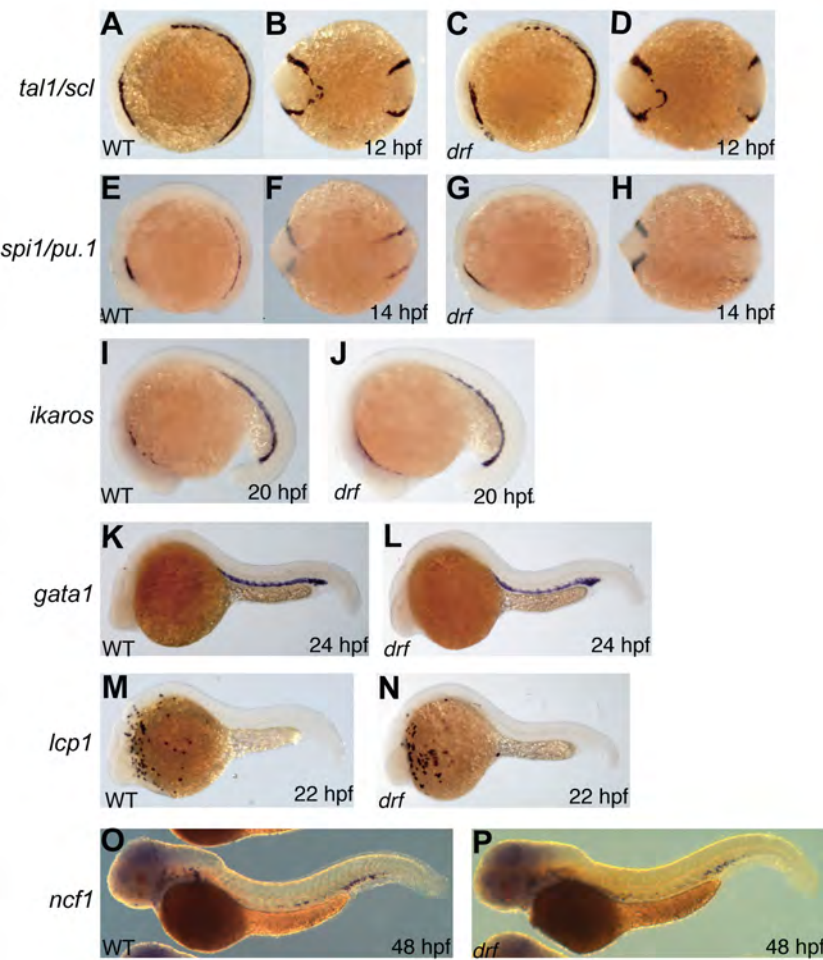 A B C D
tal1/scl
WT 12 hpf drf 12 hpf
E F G H
spi1/pu.1
WT 14 hpf drf 14 hpf
I J
ikaros
WT 20 hpf drf 20 hpf
K L
gata1
WT 24 hpf drf 24 hpf
M N
lcp1
WT 22 hpf drf 22 hpf
O P
ncf1
WT 48 hpf drf 48 hpf